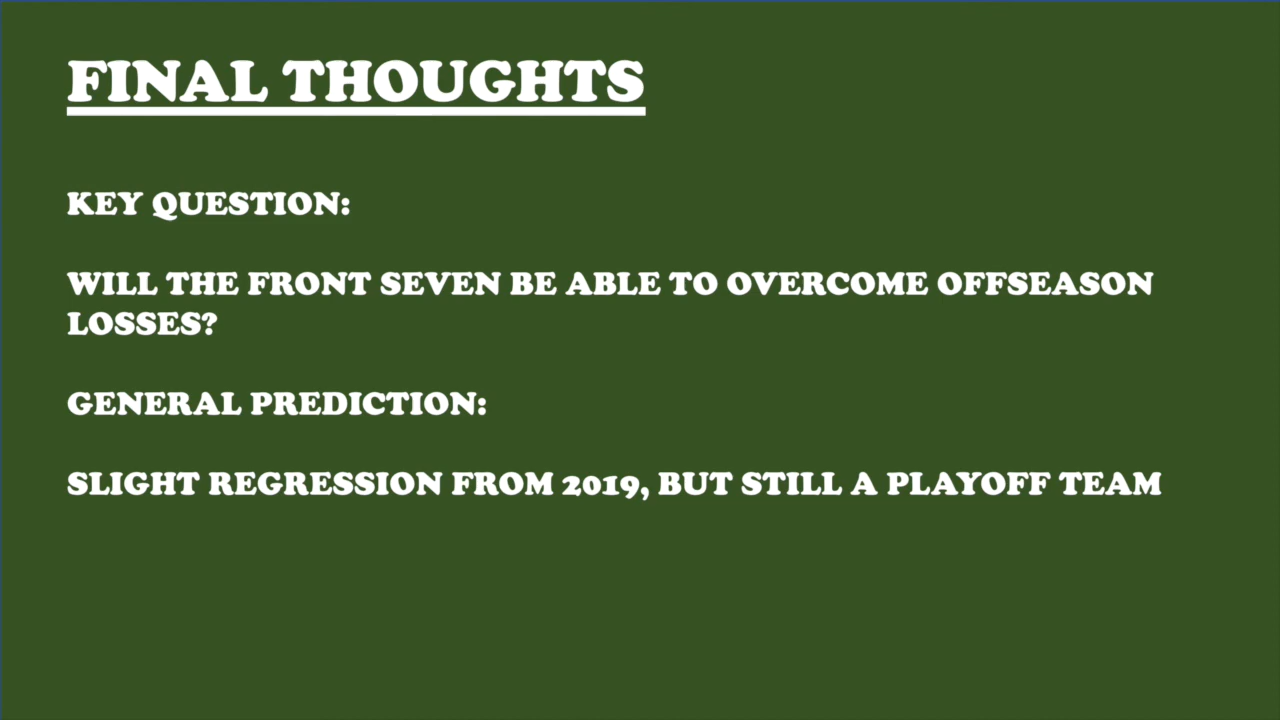 FINAL THOUGHTS
KEY QUESTION:
WILL THE FRONT SEVEN BE ABLE TO OVERCOME OFFSEASON
LOSSES?
GENERAL PREDICTION:
SLIGHT REGRESSION FROM 2019, BUT STILL A PLAYOFF TEAM